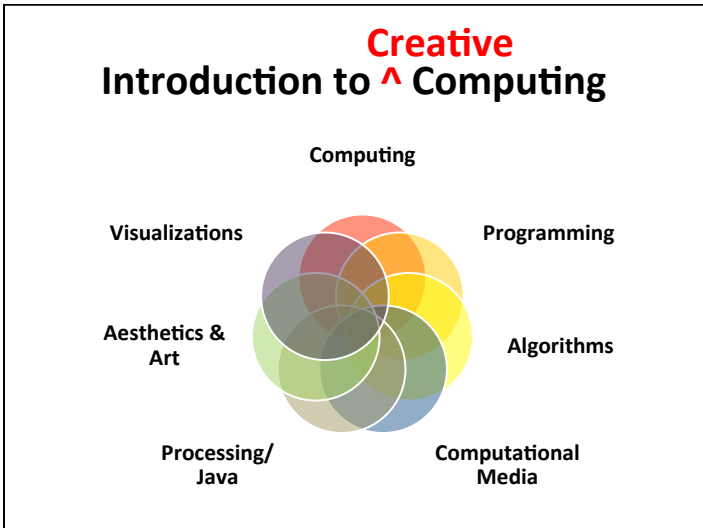 Creative
Introduction to ^ Computing
Computing
Visualizations
Programming
Aesthetics &
Art
Algorithms
Processing/
Java
Computational
Media